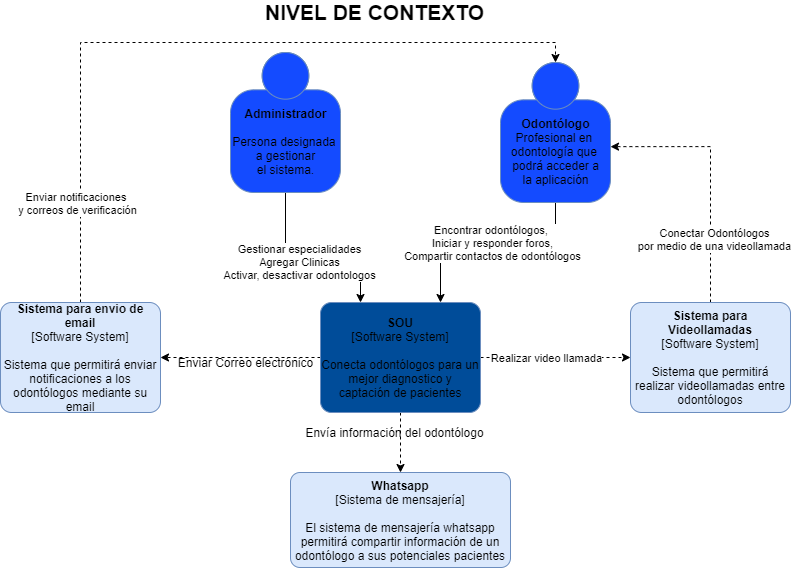 NIVEL DE CONTEXTO
Administrador
Persona designada
a gestionar
el sistema.
Odontólogo
Profesional en
odontología que
podrá acceder a
la aplicación
Enviar notificaciones
y correos de verificación
Gestionar especialidades
Agregar Clinicas
Activar, desactivar odontologos
Encontrar odontólogos,
Iniciar y responder foros,
Compartir contactos de odontólogos
Conectar Odontólogos
por medio de una videollamada
Sistema para envio de
email
[Software System]
Sistema que permitirá enviar
notificaciones a los
odontólogos mediante su
email
Enviar Correo electrónico
SOU
[Software System]
Conecta odontólogos para un
mejor diagnostico y
captación de pacientes
Realizar video llamada
Sistema para
Videollamadas
[Software System]
Sistema que permitirá
realizar videollamadas entre
odontólogos
Envía información del odontólogo
Whatsapp
[Sistema de mensajería]
El sistema de mensajería whatsapp
permitirá compartir información de un
odontólogo a sus potenciales pacientes